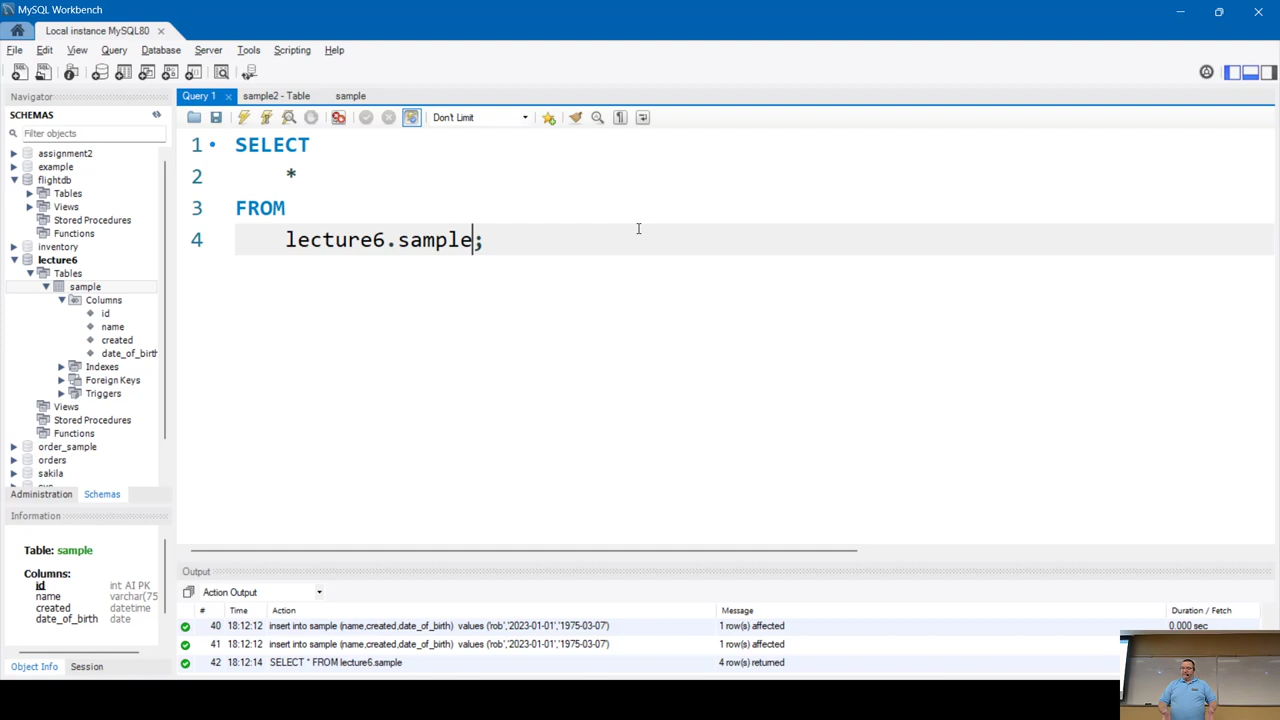 MySQL Workbench
Local instance MySQL80
File Edit View Query Database Server Tools Scripting Help
Navigator
SCHEMAS
Filter objects
assignment2
example
flightdb
Tables
Views
Stored Procedures
Functions
inventory
lecture6
Tables
sample
Columns
id
name
created
date_of_birth
Indexes
Foreign Keys
Triggers
Views
Stored Procedures
Functions
order_sample
orders
sakila
Administration Schemas
Information
Table: sample
Columns:
id int AI PK
name varchar(75
created datetime
date_of_birth date
Object Info Session
Query 1 sample2 - Table sample
Don't Limit
1 SELECT
2 *
3 FROM
4 lecture6.sample;
Output
Action Output
# Time Action Message Duration / Fetch
40 18:12:12 insert into sample (name,created,date_of_birth) values ('rob','2023-01-01','1975-03-07') 1 row(s) affected 0.000 sec
41 18:12:12 insert into sample (name,created,date_of_birth) values ('rob','2023-01-01','1975-03-07') 1 row(s) affected
42 18:12:14 SELECT * FROM lecture6.sample 4 row(s) returned